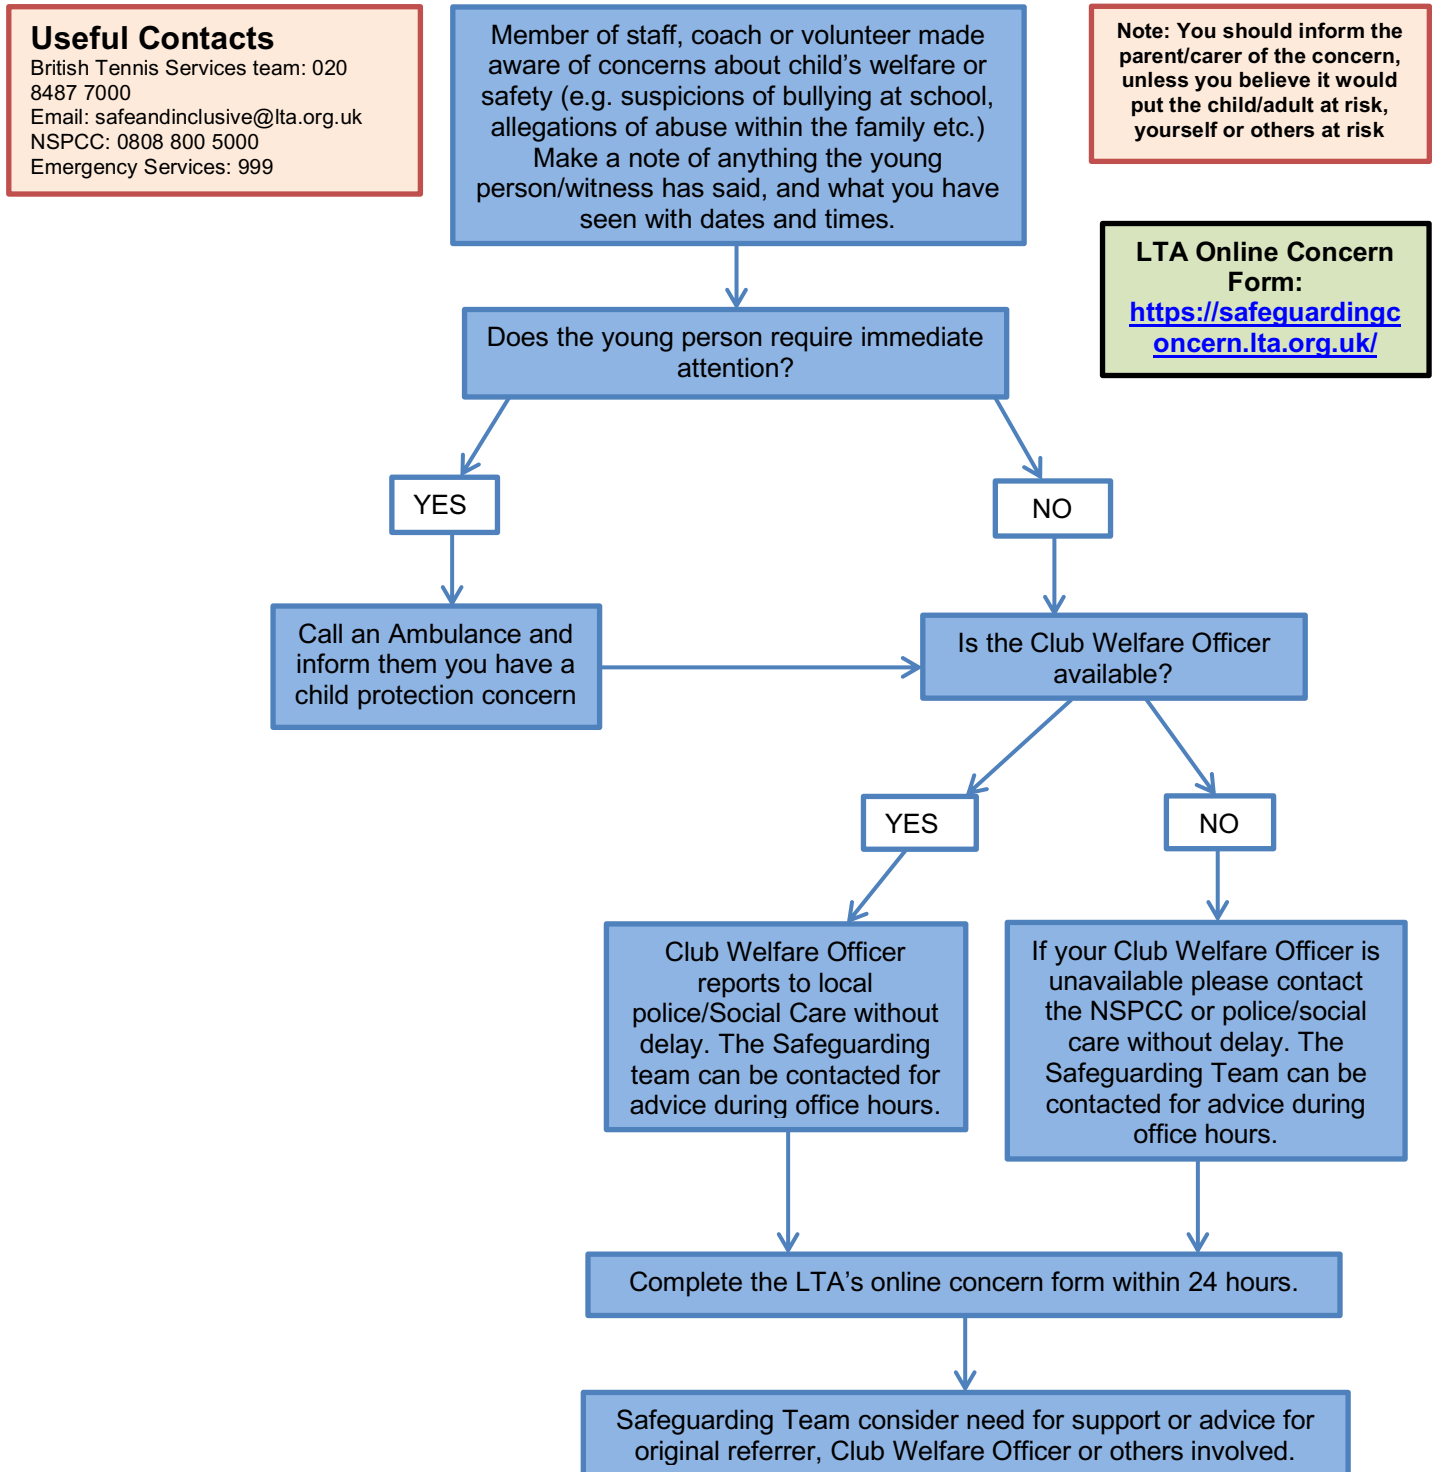 Useful Contacts
British Tennis Services team: 020
8487 7000
Email: safeandinclusive@lta.org.uk
NSPCC: 0808 800 5000
Emergency Services: 999
Member of staff, coach or volunteer made
aware of concerns about child's welfare or
safety (e.g. suspicions of bullying at school,
allegations of abuse within the family etc.)
Make a note of anything the young
person/witness has said, and what you have
seen with dates and times.
Note: You should inform the
parent/carer of the concern,
unless you believe it would
put the child/adult at risk,
yourself or others at risk
LTA Online Concern
Form:
https://safeguardingc
oncern.lta.org.uk/
Does the young person require immediate
attention?
YES
NO
Call an Ambulance and
inform them you have a
child protection concern
Is the Club Welfare Officer
available?
YES
NO
Club Welfare Officer
reports to local
police/Social Care without
delay. The Safeguarding
team can be contacted for
advice during office hours.
If your Club Welfare Officer is
unavailable please contact
the NSPCC or police/social
care without delay. The
Safeguarding Team can be
contacted for advice during
office hours.
Complete the LTA's online concern form within 24 hours.
Safeguarding Team consider need for support or advice for
original referrer, Club Welfare Officer or others involved.